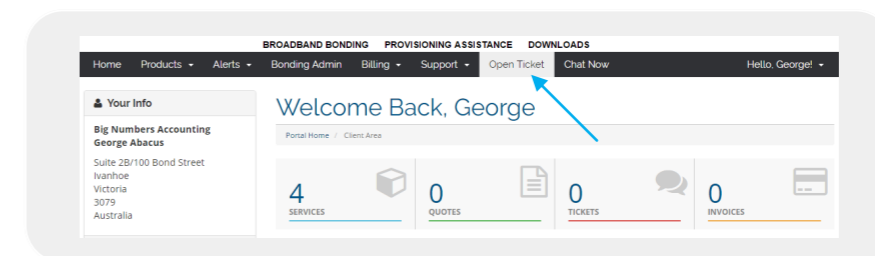 BROADBAND BONDING PROVISIONING ASSISTANCE DOWNLOADS
Home Products Alerts Bonding Admin Billing Support Open Ticket Chat Now Hello, George!
Your Info
Big Numbers Accounting
George Abacus
Suite 2B/100 Bond Street
Ivanhoe
Victoria
3079
Australia
Welcome Back, George
Portal Home / Client Area
4
SERVICES
0
QUOTES
0
TICKETS
0
INVOICES